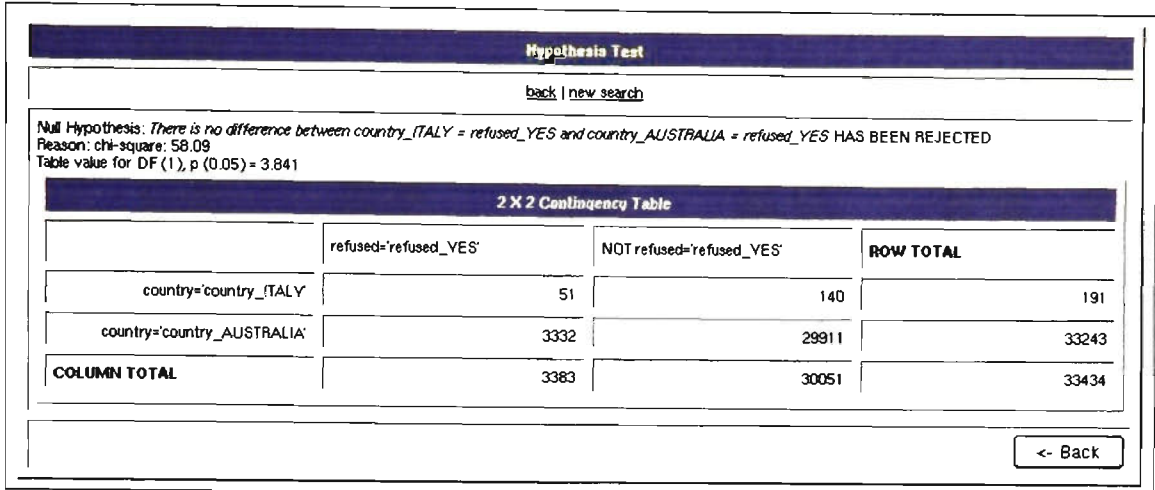 Hypothesis Test
back | new search
Null Hypothesis: There is no difference between country_ITALY = refused_YES and country_AUSTRALIA = refused_YES HAS BEEN REJECTED
Reason: chi-square: 58.09
Table value for DF (1), p (0.05) = 3.841
2 X 2 Contingency Table
refused='refused_YES' NOT refused='refused_YES' ROW TOTAL
country='country_ITALY' 51 140 191
country='country_AUSTRALIA' 3332 29911 33243
COLUMN TOTAL 3383 30051 33434
<- Back